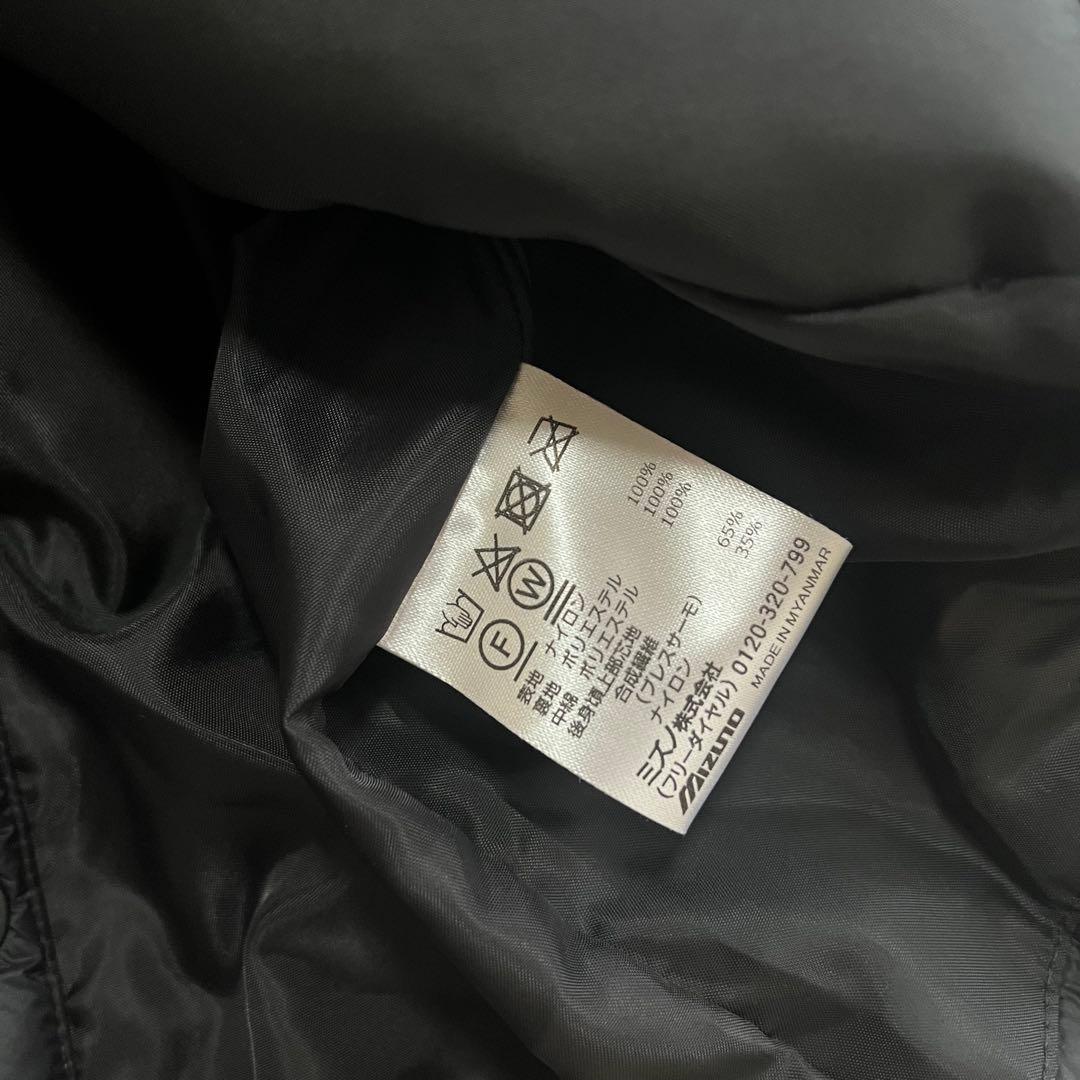 F W
表地 ナイロン 100%
裏地 ポリエステル 100%
中綿 ポリエステル 100%
後身頃上部芯地
合成繊維
(ブレスサーモ) 65%
ナイロン 35%
ミズノ株式会社
(フリーダイヤル) 0120-320-799
MIZUNO MADE IN MYANMAR